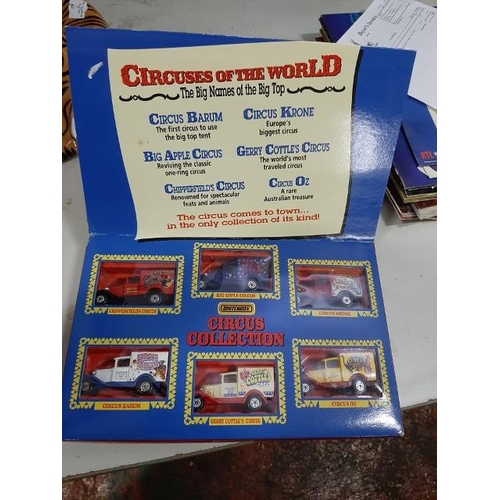 CIRCUSES OF THE WORLD
The Big Names of the Big Top
CIRCUS BARUM
The first circus to use
the big top tent
CIRCUS KRONE
Europe's
biggest circus
BIG APPLE CIRCUS
Reviving the classic
one-ring circus
GERRY COTTLE'S CIRCUS
The world's most
traveled circus
CHIPPERFIELD'S CIRCUS
Renowned for spectacular
feats and animals
CIRCUS OZ
A rare
Australian treasure
The circus comes to town...
in the only collection of its kind!
CHIPPERFIELD'S CIRCUS
BIG APPLE CIRCUS
CIRCUS KRONE
MATCHBOX
CIRCUS
COLLECTION
CIRCUS BARUM
GERRY COTTLE'S CIRCUS
CIRCUS OZ